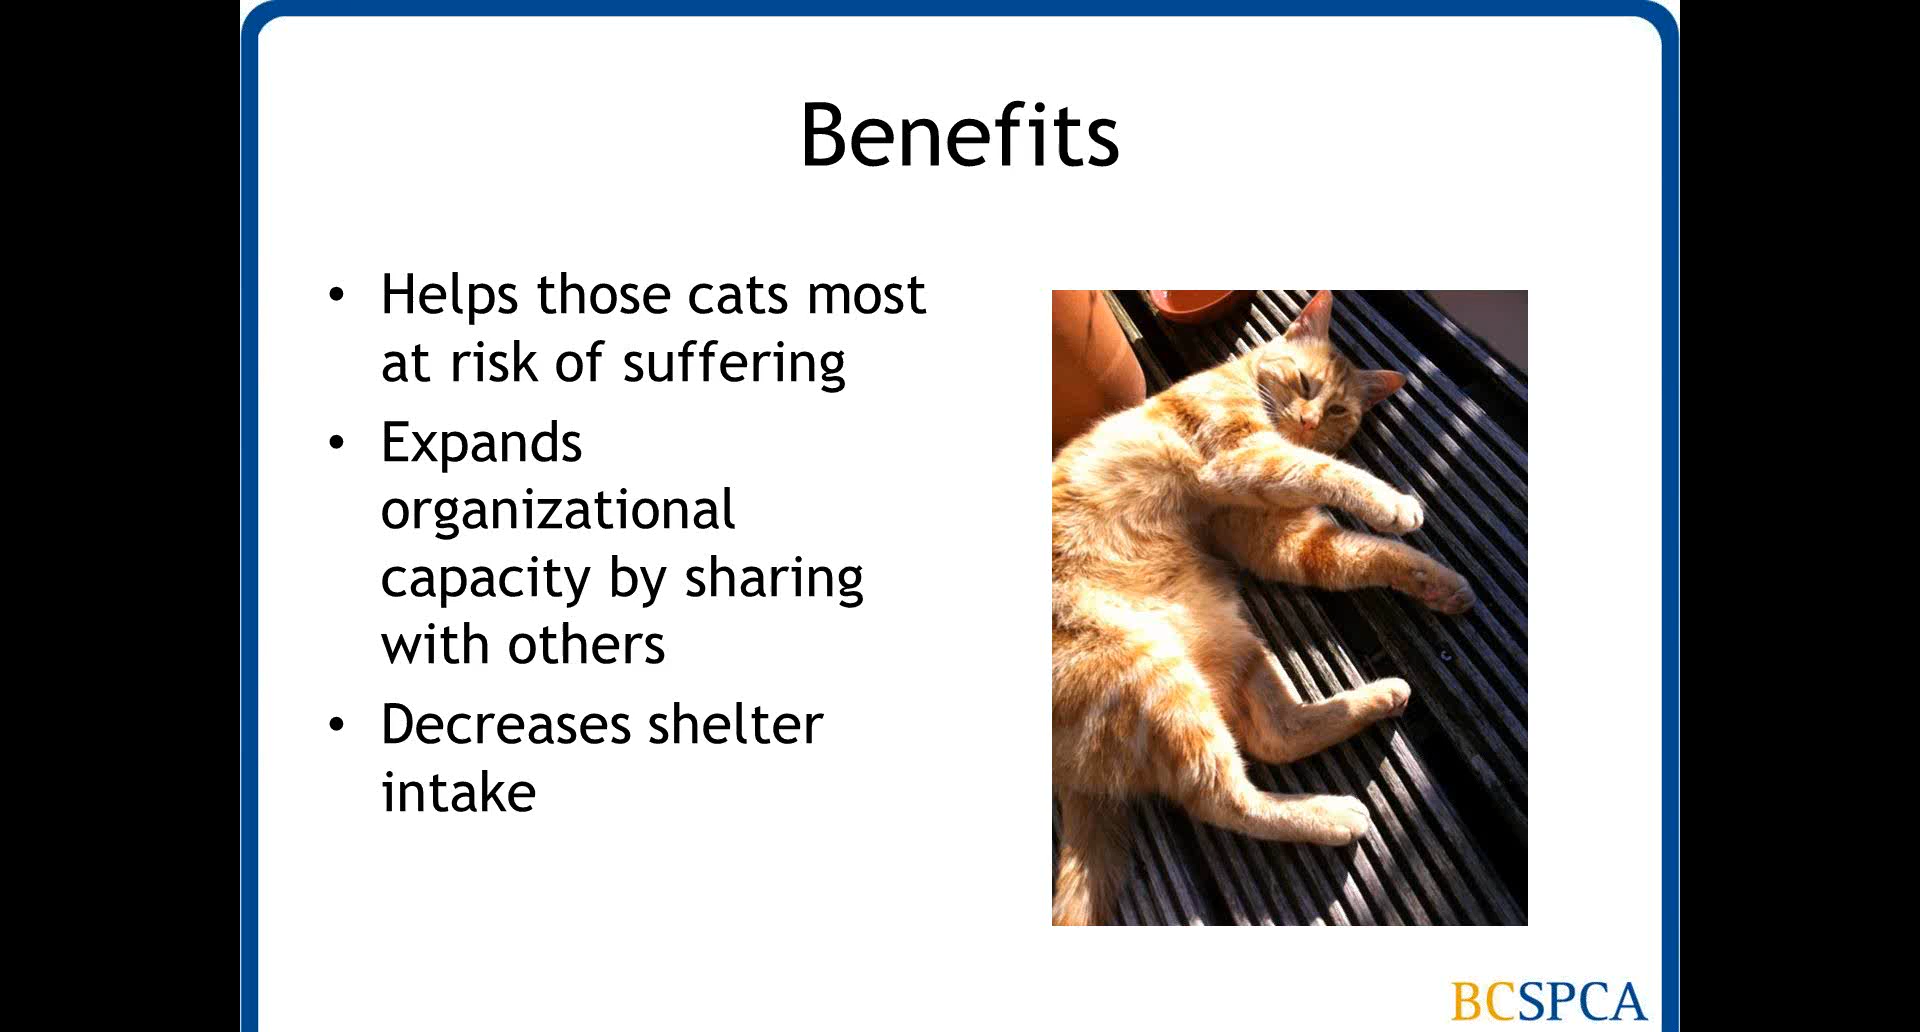 Benefits
• Helps those cats most
at risk of suffering
• Expands
organizational
capacity by sharing
with others
• Decreases shelter
intake
BCSPCA